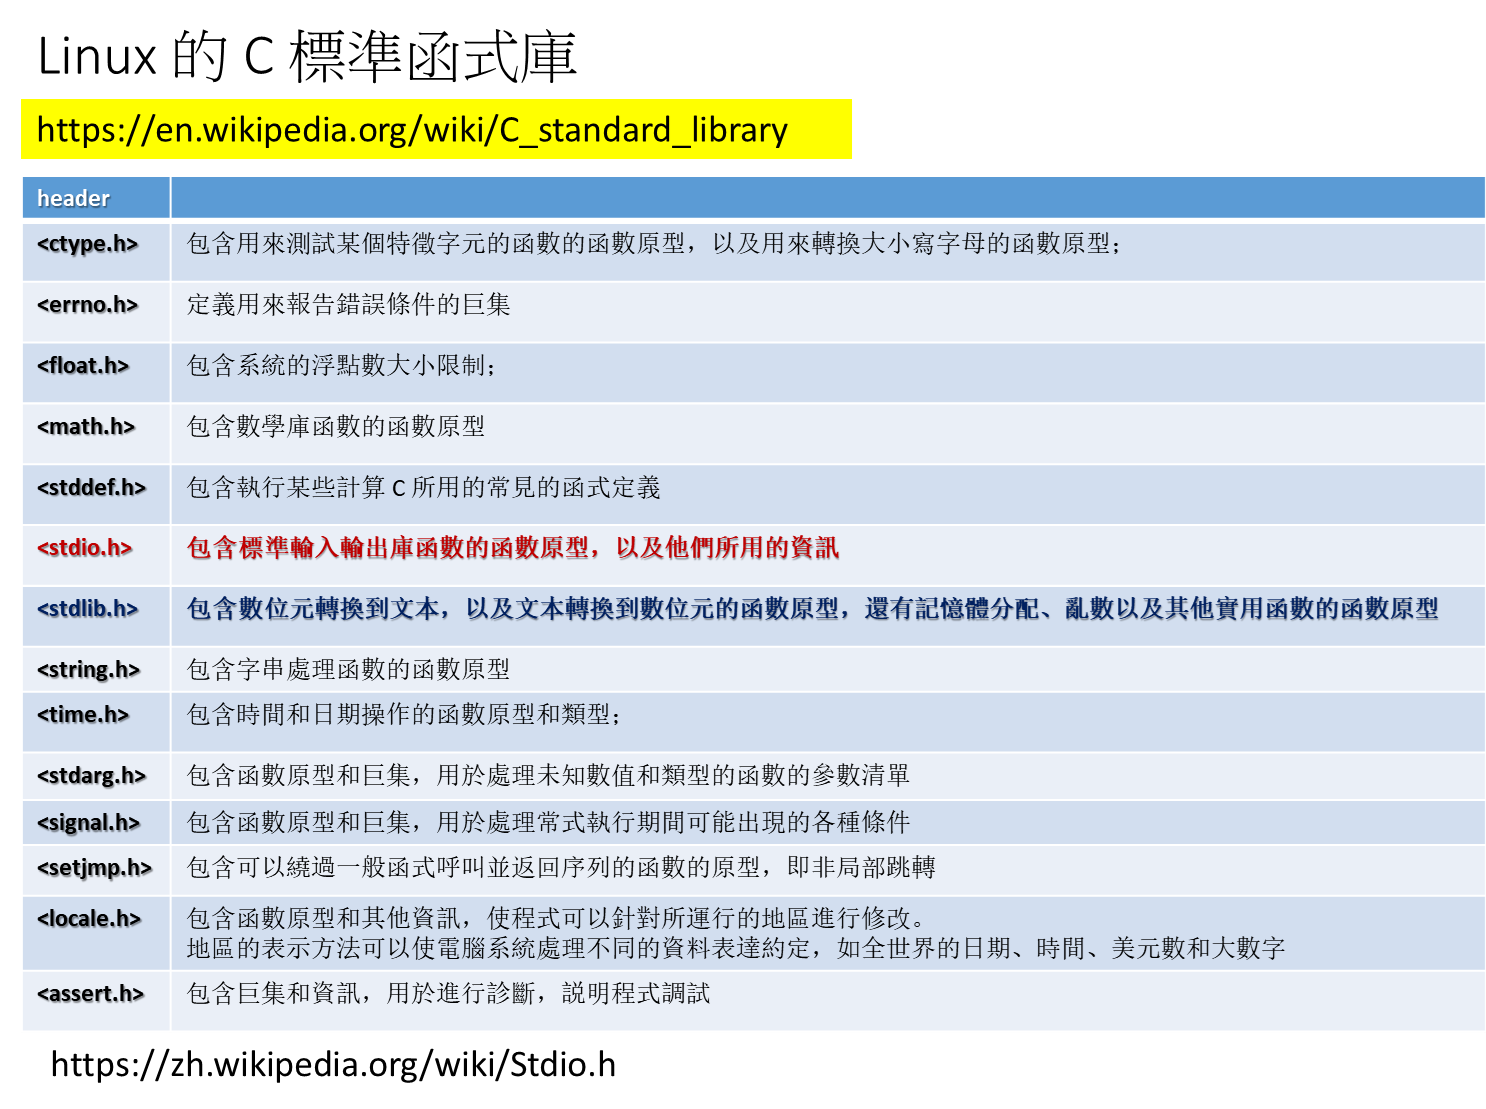 Linux 的 C 標準函式庫
https://en.wikipedia.org/wiki/C_standard_library
header
<ctype.h> 包含用來測試某個特徵字元的函數的函數原型，以及用來轉換大小寫字母的函數原型；
<errno.h> 定義用來報告錯誤條件的巨集
<float.h> 包含系統的浮點數大小限制；
<math.h> 包含數學庫函數的函數原型
<stddef.h> 包含執行某些計算 C 所用的常見的函式定義
<stdio.h> 包含標準輸入輸出庫函數的函數原型，以及他們所用的資訊
<stdlib.h> 包含數位元轉換到文本，以及文本轉換到數位元的函數原型，還有記憶體分配、亂數以及其他實用函數的函數原型
<string.h> 包含字串處理函數的函數原型
<time.h> 包含時間和日期操作的函數原型和類型；
<stdarg.h> 包含函數原型和巨集，用於處理未知數值和類型的函數的參數清單
<signal.h> 包含函數原型和巨集，用於處理常式執行期間可能出現的各種條件
<setjmp.h> 包含可以繞過一般函式呼叫並返回序列的函數的原型，即非局部跳轉
<locale.h> 包含函數原型和其他資訊，使程式可以針對所運行的地區進行修改。
地區的表示方法可以使電腦系統處理不同的資料表達約定，如全世界的日期、時間、美元數和大數字
<assert.h> 包含巨集和資訊，用於進行診斷，説明程式調試
https://zh.wikipedia.org/wiki/Stdio.h